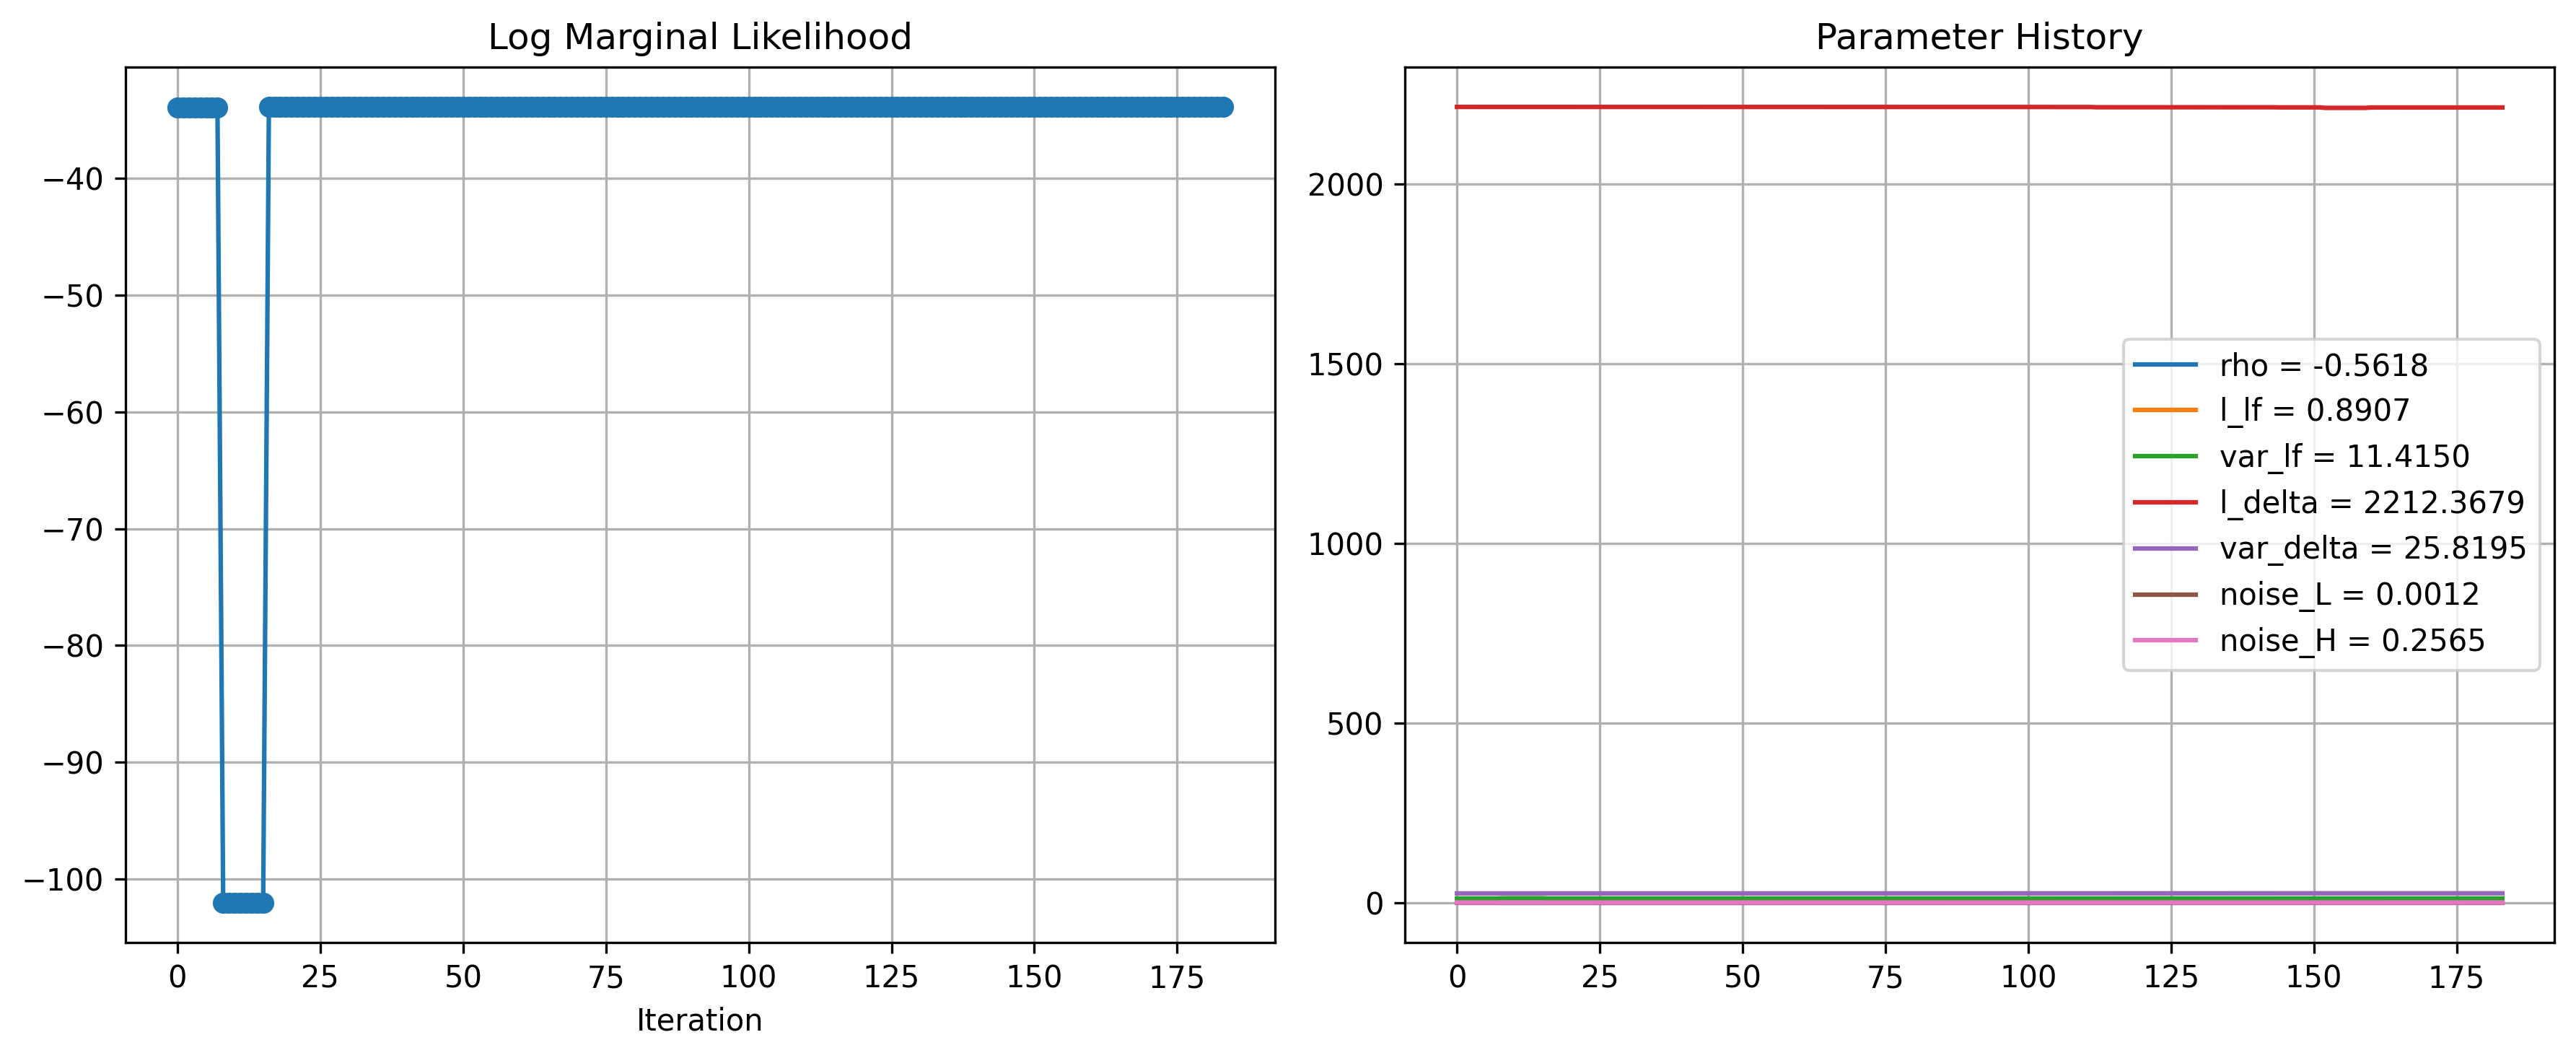 Log Marginal Likelihood
−40
−50
−60
−70
−80
−90
−100
0 25 50 75 100 125 150 175
Iteration
Parameter History
2000
1500
1000
500
0
0 25 50 75 100 125 150 175
rho = -0.5618
l_lf = 0.8907
var_lf = 11.4150
l_delta = 2212.3679
var_delta = 25.8195
noise_L = 0.0012
noise_H = 0.2565